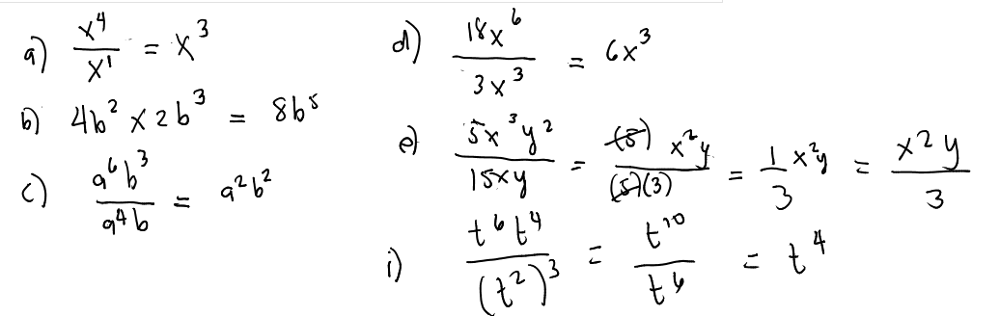 a) x⁴/x¹ = x³
b) 4b² × 2b³ = 8b⁵
c) a⁶b³/a⁴b = a²b²
d) 18x⁶/3x³ = 6x³
e) 5x³y²/15xy = (5)x²y/(5)(3) = 1/3 x²y = x²y/3
i) t⁶t⁴/(t²)³ = t¹⁰/t⁶ = t⁴